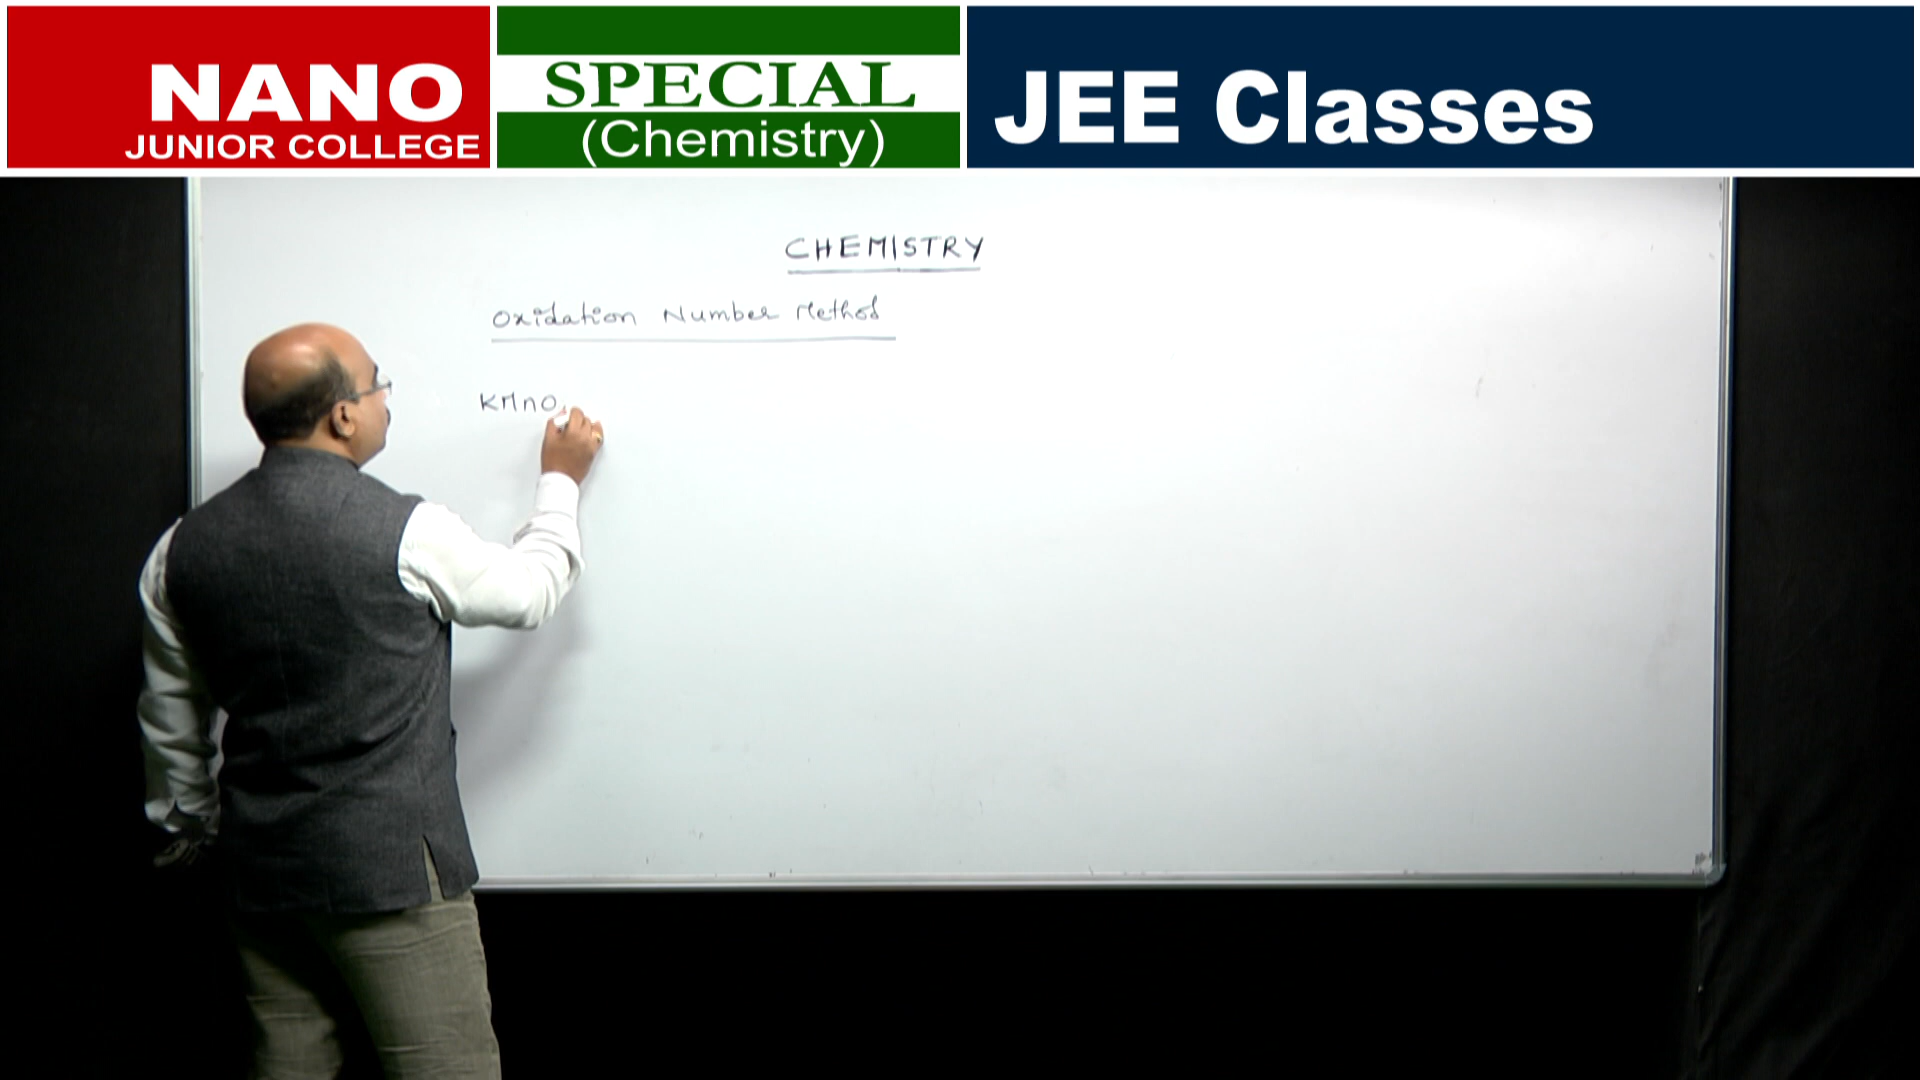 NANO
JUNIOR COLLEGE
SPECIAL
(Chemistry)
JEE Classes
CHEMISTRY
Oxidation Number Method
KMnO